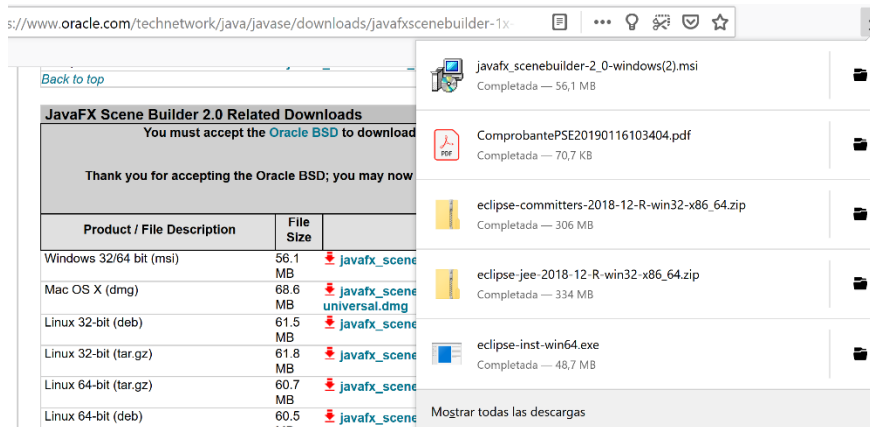 s://www.oracle.com/technetwork/java/javase/downloads/javafxscenebuilder-1x-
Back to top
JavaFX Scene Builder 2.0 Related Downloads
You must accept the Oracle BSD to download
Thank you for accepting the Oracle BSD; you may now
Product / File Description
File
Size
Windows 32/64 bit (msi)
56.1
MB
javafx_scene
Mac OS X (dmg)
68.6
MB
javafx_scene
universal.dmg
Linux 32-bit (deb)
61.5
MB
javafx_scene
Linux 32-bit (tar.gz)
61.8
MB
javafx_scene
Linux 64-bit (tar.gz)
60.7
MB
javafx_scene
Linux 64-bit (deb)
60.5
javafx_scene
javafx_scenebuilder-2_0-windows(2).msi
Completada — 56,1 MB
PDF
ComprobantePSE20190116103404.pdf
Completada — 70,7 KB
eclipse-committers-2018-12-R-win32-x86_64.zip
Completada — 306 MB
eclipse-jee-2018-12-R-win32-x86_64.zip
Completada — 334 MB
eclipse-inst-win64.exe
Completada — 48,7 MB
Mostrar todas las descargas